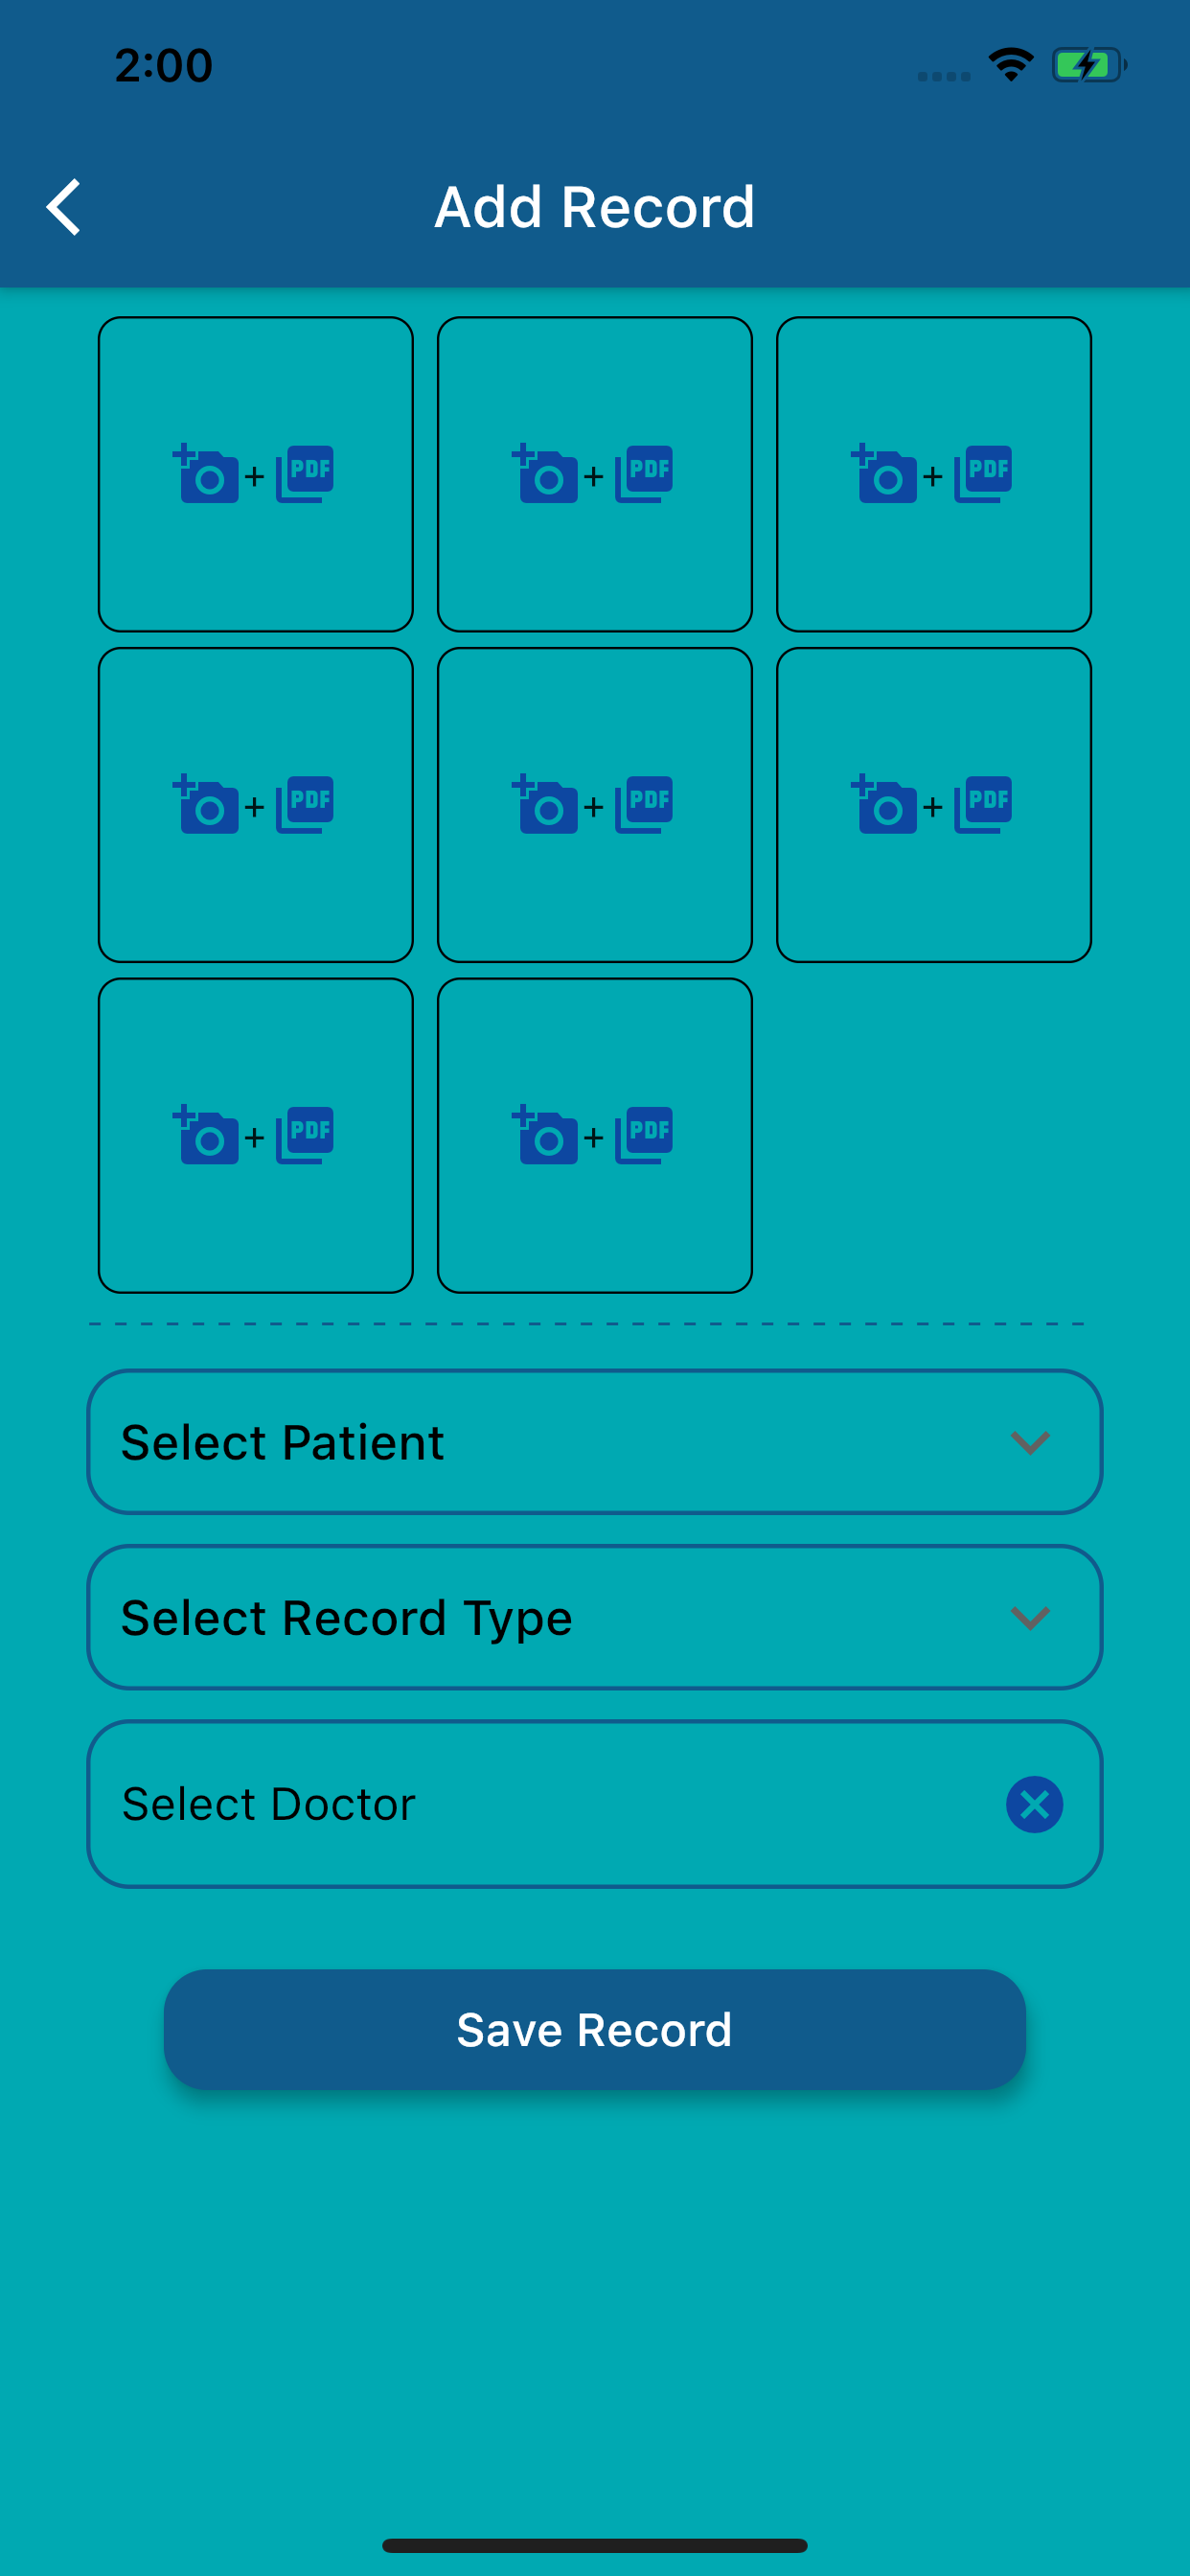 2:00
Add Record
+ PDF + PDF + PDF
+ PDF + PDF + PDF
+ PDF + PDF
Select Patient
Select Record Type
Select Doctor
Save Record